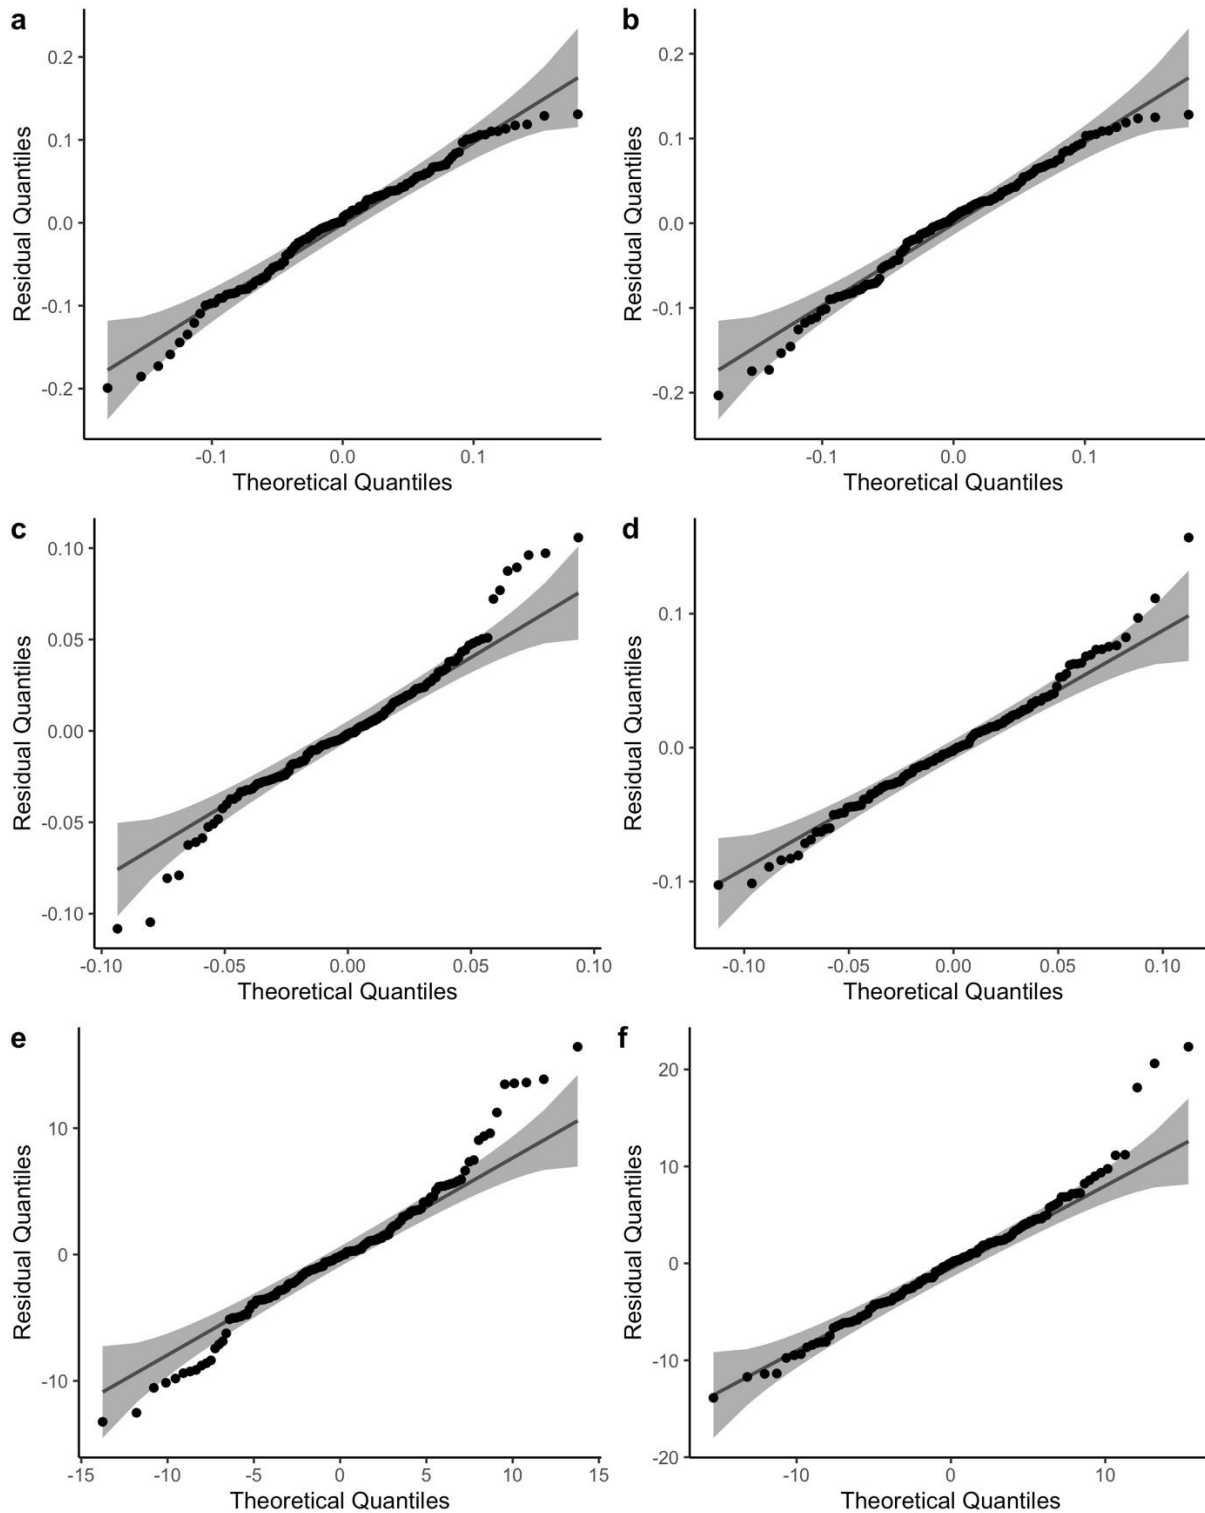 a
b
0.2
0.1
0.0
-0.1
-0.2
Residual Quantiles
-0.1 0.0 0.1
Theoretical Quantiles
0.2
0.1
0.0
-0.1
-0.2
Residual Quantiles
-0.1 0.0 0.1
Theoretical Quantiles
c
d
0.10
0.05
0.00
-0.05
-0.10
Residual Quantiles
-0.10 -0.05 0.00 0.05 0.10
Theoretical Quantiles
0.1
0.0
-0.1
Residual Quantiles
-0.10 -0.05 0.00 0.05 0.10
Theoretical Quantiles
e
f
10
0
-10
Residual Quantiles
-15 -10 -5 0 5 10 15
Theoretical Quantiles
20
10
0
-10
-20
Residual Quantiles
-10 0 10
Theoretical Quantiles